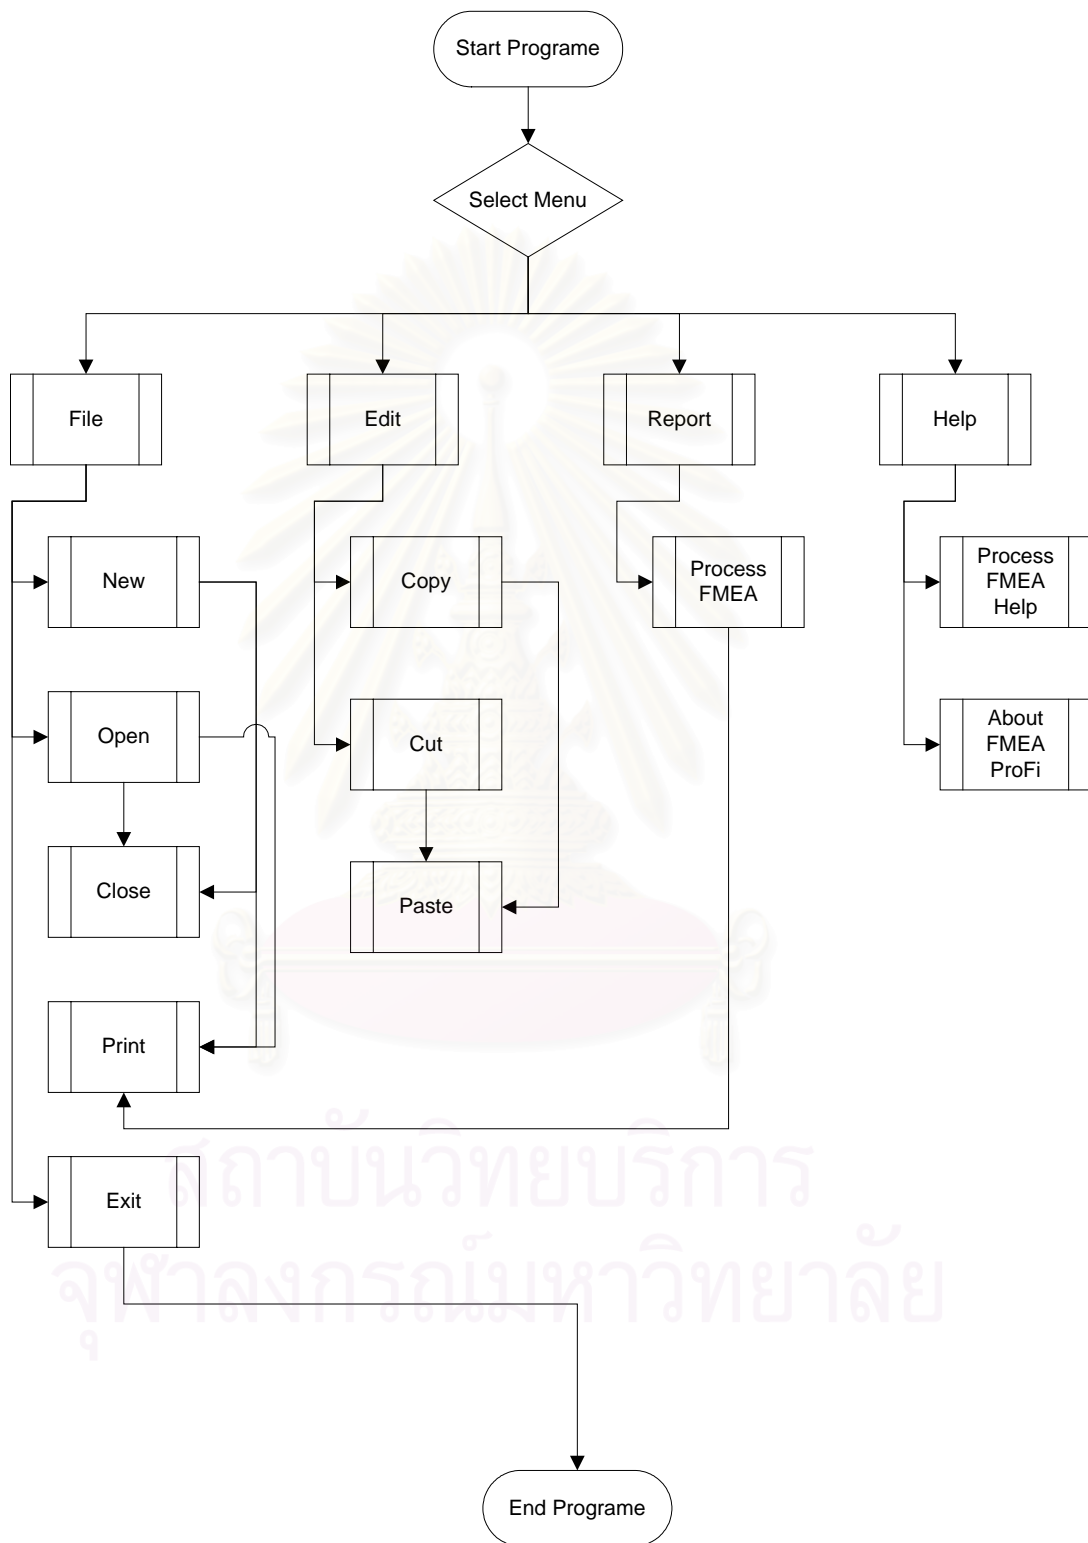 Start Programe
Select Menu
File
Edit
Report
Help
New
Copy
Process
FMEA
Process
FMEA
Help
Open
Cut
About
FMEA
ProFi
Close
Paste
Print
Exit
สถาบันวิทยบริการ
จุฬาลงกรณ์มหาวิทยาลัย
End Programe